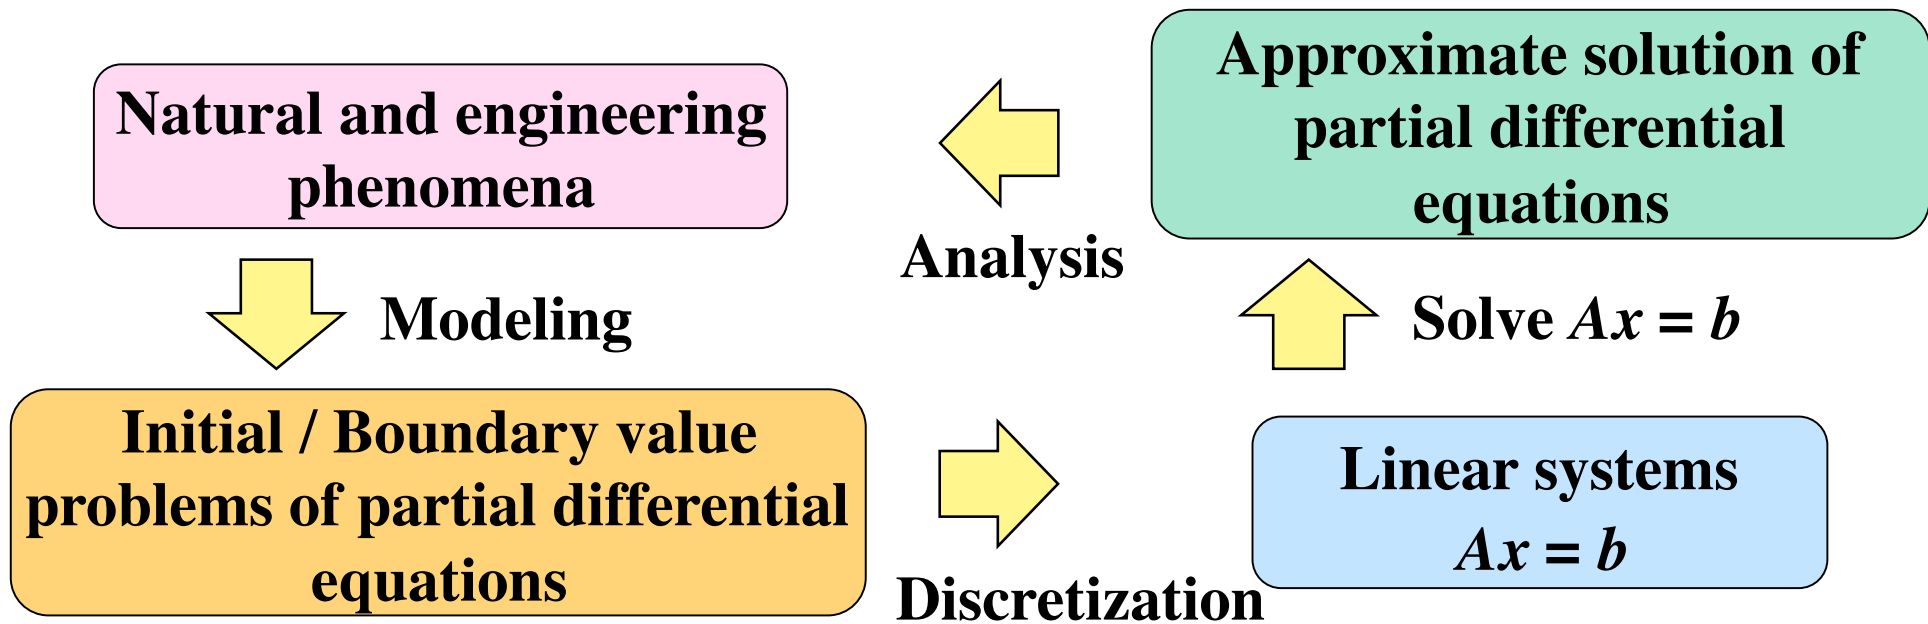 Natural and engineering
phenomena
Modeling
Initial / Boundary value
problems of partial differential
equations
Discretization
Linear systems
Ax = b
Solve Ax = b
Approximate solution of
partial differential
equations
Analysis